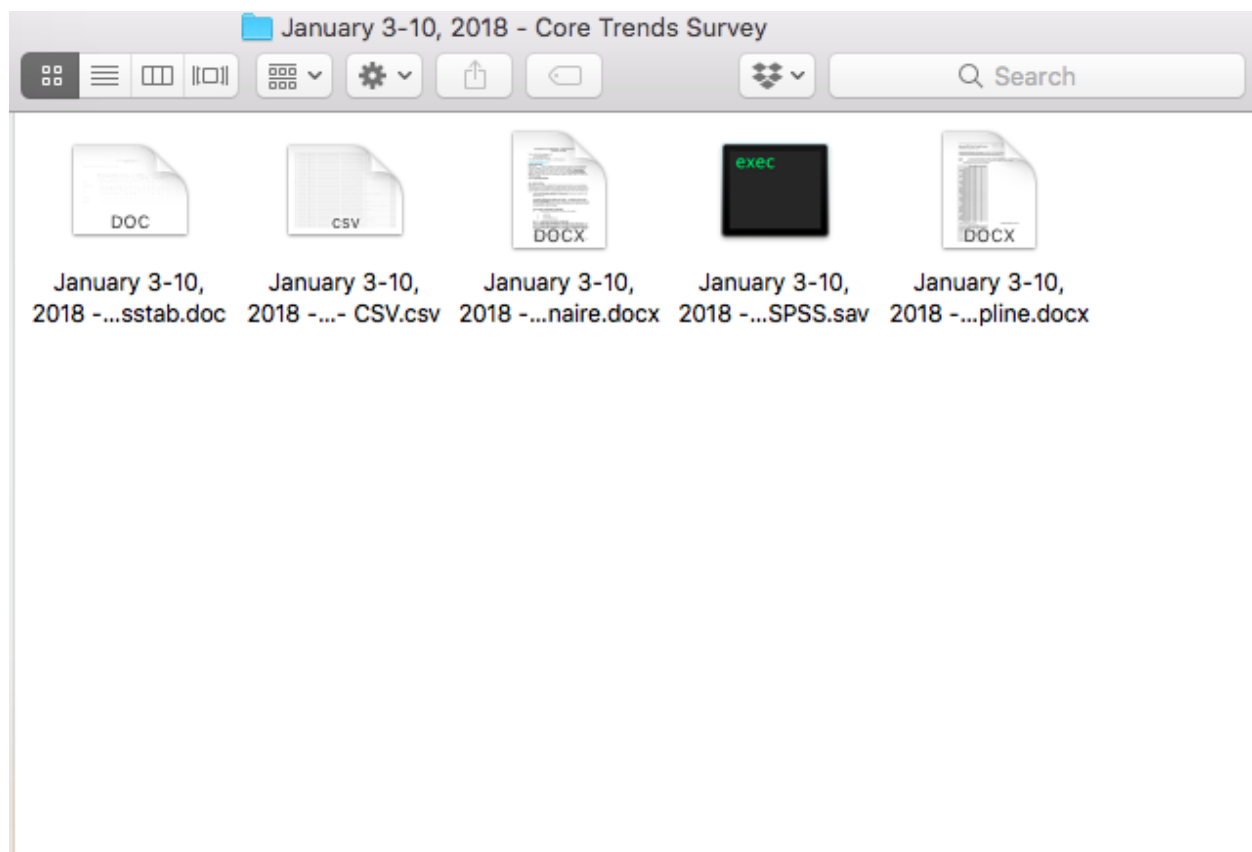 January 3-10, 2018 - Core Trends Survey
Search
DOC
csv
DOCX
exec
DOCX
January 3-10,
2018 -...sstab.doc
January 3-10,
2018 -...- CSV.csv
January 3-10,
2018 -...naire.docx
January 3-10,
2018 -...SPSS.sav
January 3-10,
2018 -...pline.docx